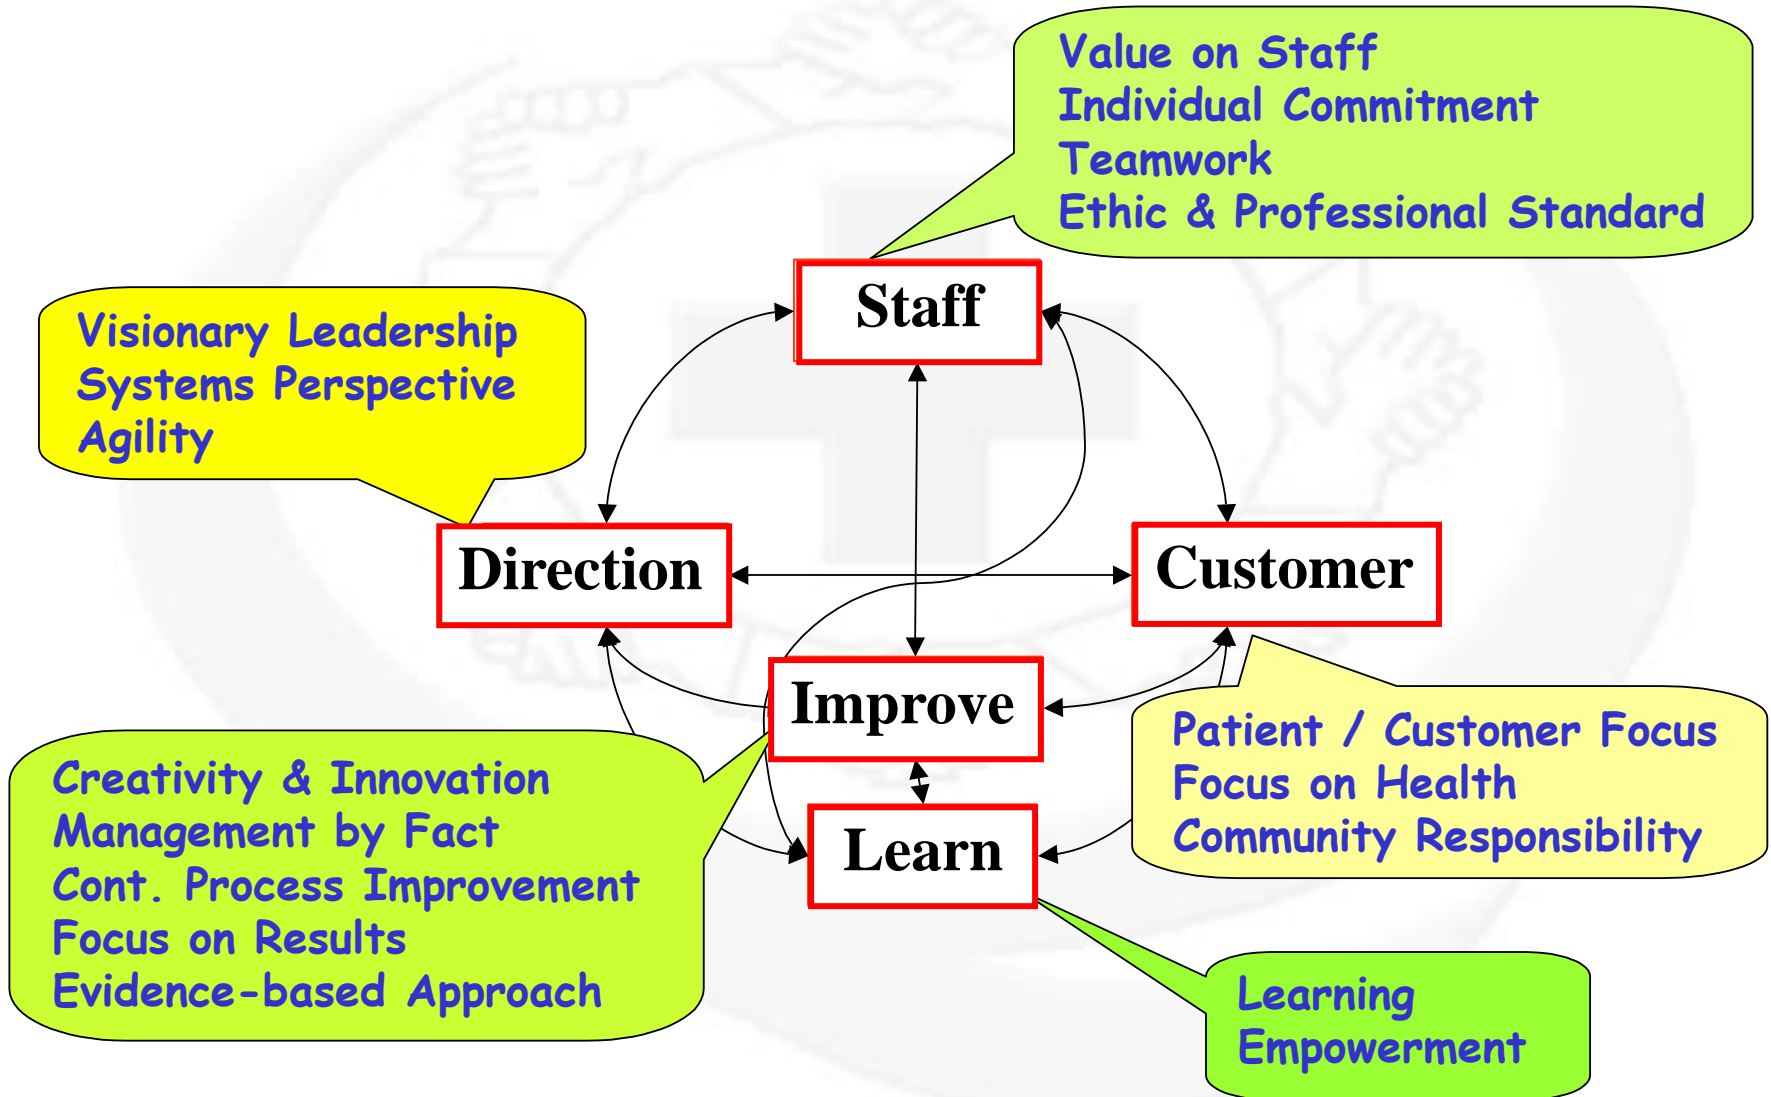 Value on Staff
Individual Commitment
Teamwork
Ethic & Professional Standard
Staff
Visionary Leadership
Systems Perspective
Agility
Direction
Customer
Improve
Patient / Customer Focus
Focus on Health
Community Responsibility
Creativity & Innovation
Management by Fact
Cont. Process Improvement
Focus on Results
Evidence-based Approach
Learn
Learning
Empowerment